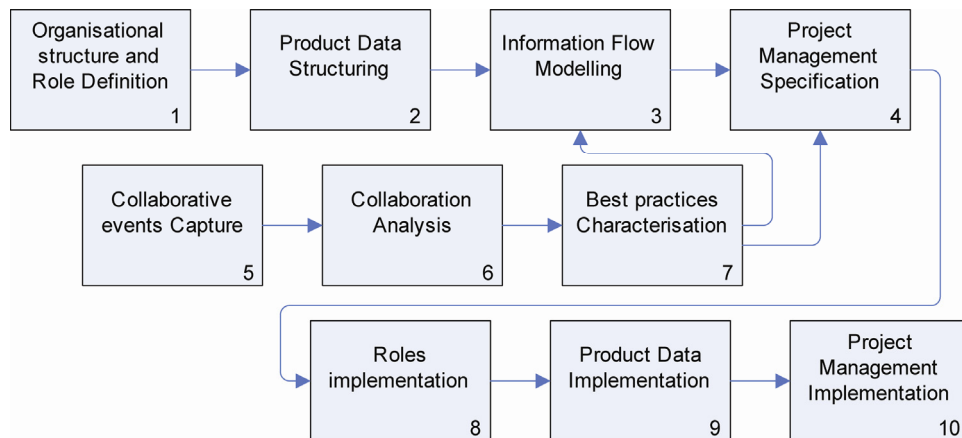 Organisational
structure and
Role Definition
1
Product Data
Structuring
2
Information Flow
Modelling
3
Project
Management
Specification
4
Collaborative
events Capture
5
Collaboration
Analysis
6
Best practices
Characterisation
7
Roles
implementation
8
Product Data
Implementation
9
Project
Management
Implementation
10